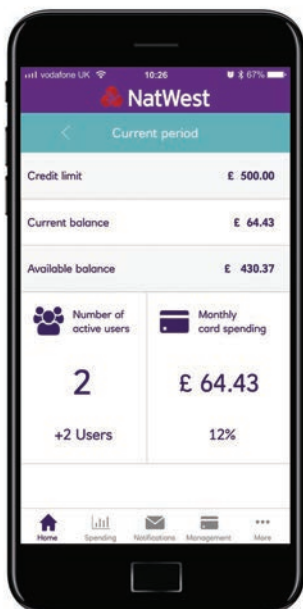 vodafone UK 10:26 67%
NatWest
Current period
Credit limit £ 500.00
Current balance £ 64.43
Available balance £ 430.37
Number of active users
2
+2 Users
Monthly card spending
£ 64.43
12%
Home Spending Notifications Management More